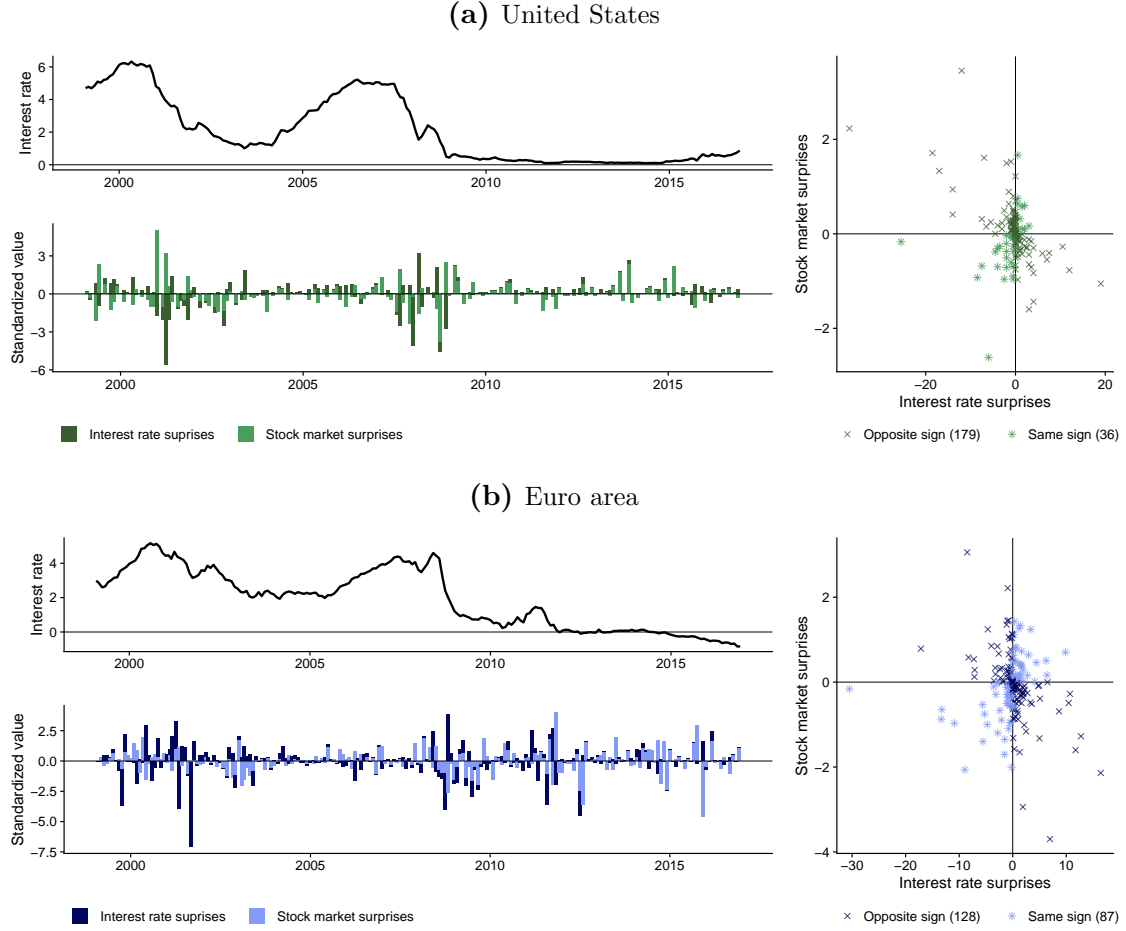 (a) United States
Interest rate
6
4
2
0
2000
2005
2010
2015
Standardized value
3
0
−3
−6
2000
2005
2010
2015
Interest rate suprises
Stock market surprises
Stock market surprises
2
0
−2
−20
0
20
Interest rate surprises
Opposite sign (179)
Same sign (36)
(b) Euro area
Interest rate
4
2
0
2000
2005
2010
2015
Standardized value
2.5
0.0
−2.5
−5.0
−7.5
2000
2005
2010
2015
Interest rate suprises
Stock market surprises
Stock market surprises
2
0
−2
−4
−30
−20
−10
0
10
Interest rate surprises
Opposite sign (128)
Same sign (87)